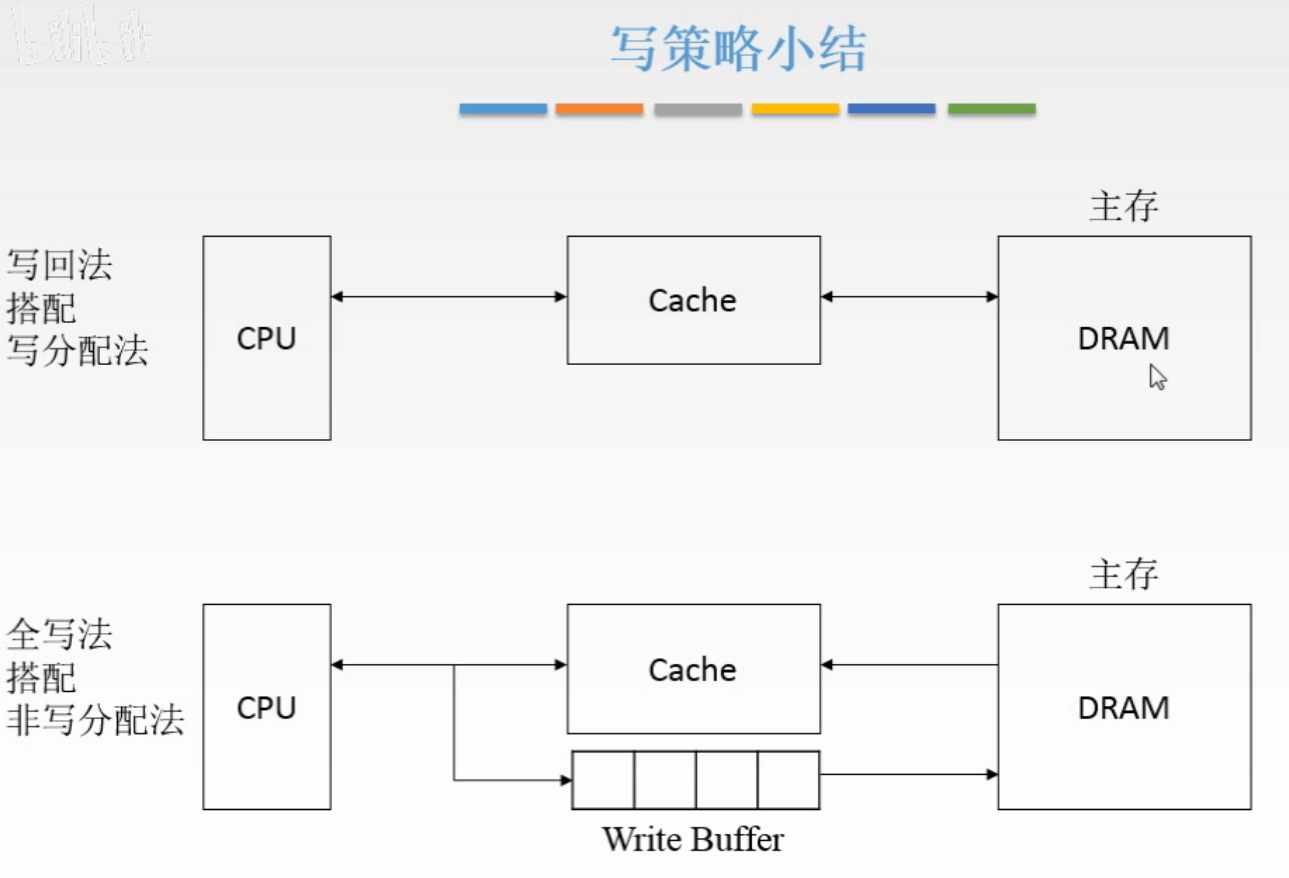 bilibili
写策略小结
主存
写回法
搭配
写分配法
CPU
Cache
DRAM
主存
全写法
搭配
非写分配法
CPU
Cache
DRAM
Write Buffer